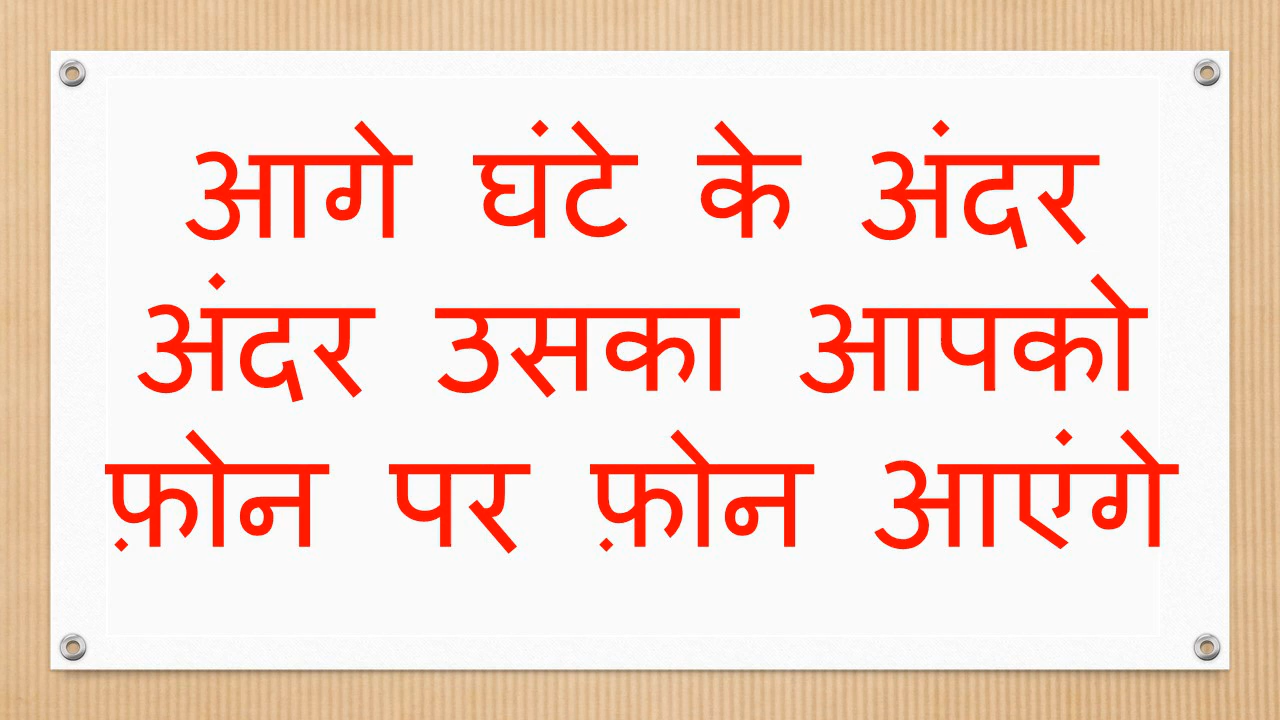 आगे घंटे के अंदर
अंदर उसका आपको
फ़ोन पर फ़ोन आएंगे